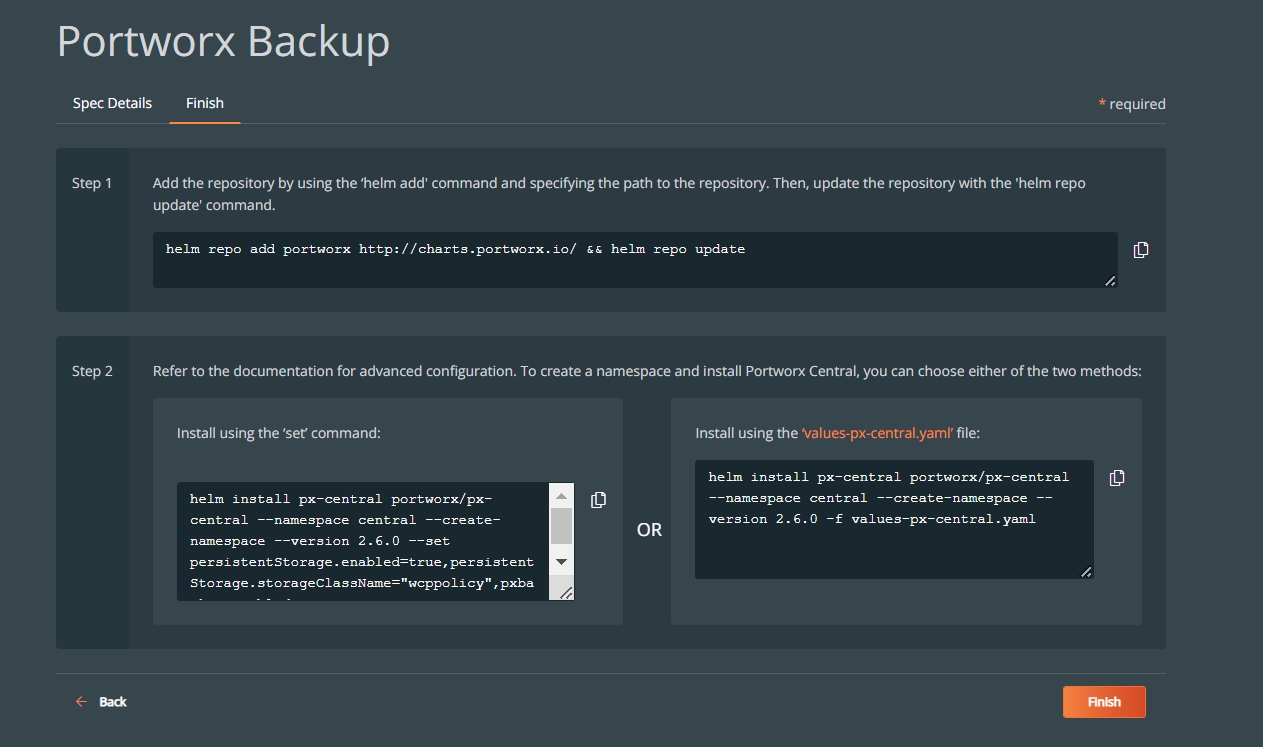 Portworx Backup
Spec Details
Finish
* required
Step 1
Add the repository by using the 'helm add' command and specifying the path to the repository. Then, update the repository with the 'helm repo
update' command.
helm repo add portworx http://charts.portworx.io/ && helm repo update
Step 2
Refer to the documentation for advanced configuration. To create a namespace and install Portworx Central, you can choose either of the two methods:
Install using the ‘set’ command:
helm install px-central portworx/px-
central --namespace central --create-
namespace --version 2.6.0 --set
persistentStorage.enabled=true,persistent
Storage.storageClassName="wcppolicy",pxba
OR
Install using the ‘values-px-central.yaml’ file:
helm install px-central portworx/px-central
--namespace central --create-namespace --
version 2.6.0 -f values-px-central.yaml
Back
Finish